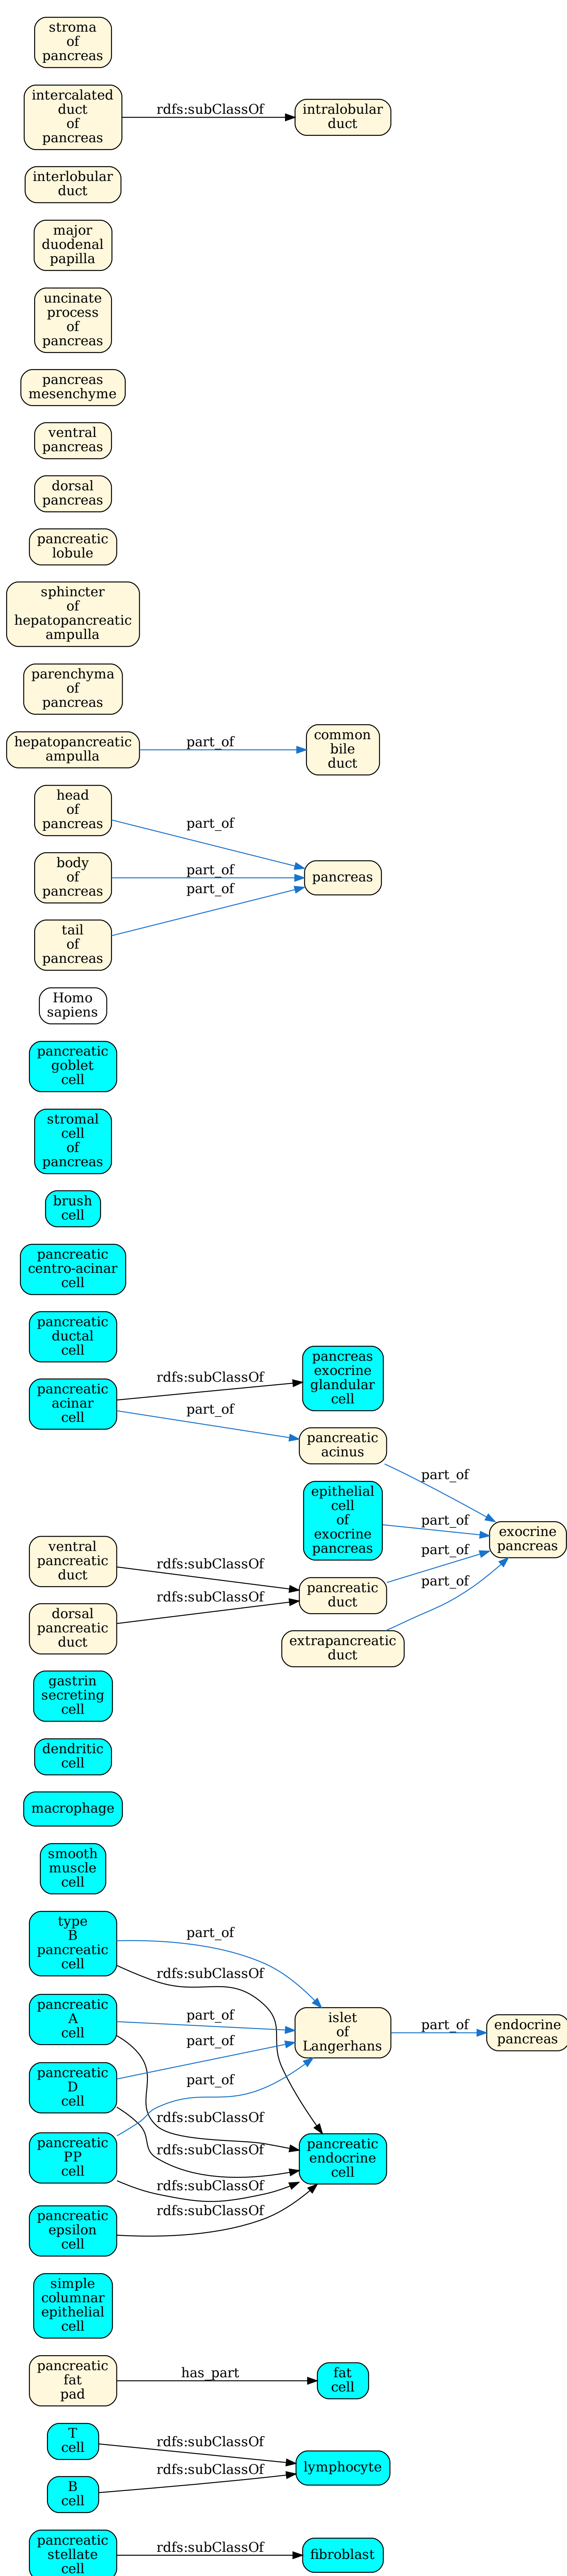 stroma
of
pancreas
intercalated
duct
of
pancreas
rdfs:subClassOf
intralobular
duct
interlobular
duct
major
duodenal
papilla
uncinate
process
of
pancreas
pancreas
mesenchyme
ventral
pancreas
dorsal
pancreas
pancreatic
lobule
sphincter
of
hepatopancreatic
ampulla
parenchyma
of
pancreas
hepatopancreatic
ampulla
part_of
common
bile
duct
head
of
pancreas
part_of
body
of
pancreas
part_of
pancreas
tail
of
pancreas
part_of
Homo
sapiens
pancreatic
goblet
cell
stromal
cell
of
pancreas
brush
cell
pancreatic
centro-acinar
cell
pancreatic
ductal
cell
pancreatic
acinar
cell
rdfs:subClassOf
part_of
pancreas
exocrine
glandular
cell
pancreatic
acinus
part_of
epithelial
cell
of
exocrine
pancreas
part_of
exocrine
pancreas
ventral
pancreatic
duct
rdfs:subClassOf
dorsal
pancreatic
duct
rdfs:subClassOf
pancreatic
duct
part_of
extrapancreatic
duct
part_of
gastrin
secreting
cell
dendritic
cell
macrophage
smooth
muscle
cell
type
B
pancreatic
cell
part_of
rdfs:subClassOf
pancreatic
A
cell
part_of
pancreatic
D
cell
part_of
islet
of
Langerhans
part_of
endocrine
pancreas
pancreatic
PP
cell
part_of
rdfs:subClassOf
rdfs:subClassOf
rdfs:subClassOf
pancreatic
endocrine
cell
pancreatic
epsilon
cell
rdfs:subClassOf
simple
columnar
epithelial
cell
pancreatic
fat
pad
has_part
fat
cell
T
cell
rdfs:subClassOf
B
cell
rdfs:subClassOf
lymphocyte
pancreatic
stellate
cell
rdfs:subClassOf
fibroblast